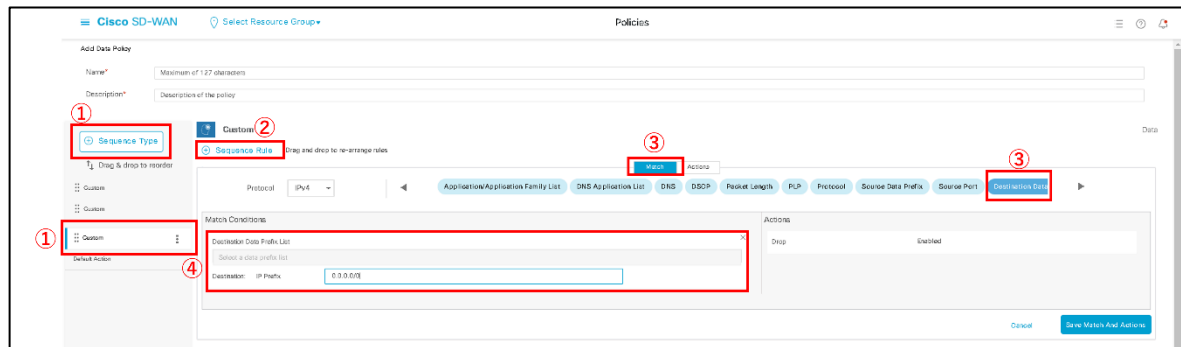 Cisco SD-WAN Select Resource Group▾ Policies
Add Data Policy
Name* Maximum of 127 characters
Description* Description of the policy
①
⊕ Sequence Type
↑↓ Drag & drop to reorder
Custom
Custom
① Custom
Default Action
Custom ② Data
⊕ Sequence Rule Drag and drop to re-arrange rules
③ ③
Match Actions
Protocol IPv4 Application/Application Family List DNS Application List DNS DSCP Packet Length PLP Protocol Source Data Prefix Source Port Destination Data
Match Conditions Actions
Destination Data Prefix List × Drop Enabled
Select a data prefix list
④ Destination: IP Prefix 0.0.0.0/0
Cancel Save Match And Actions